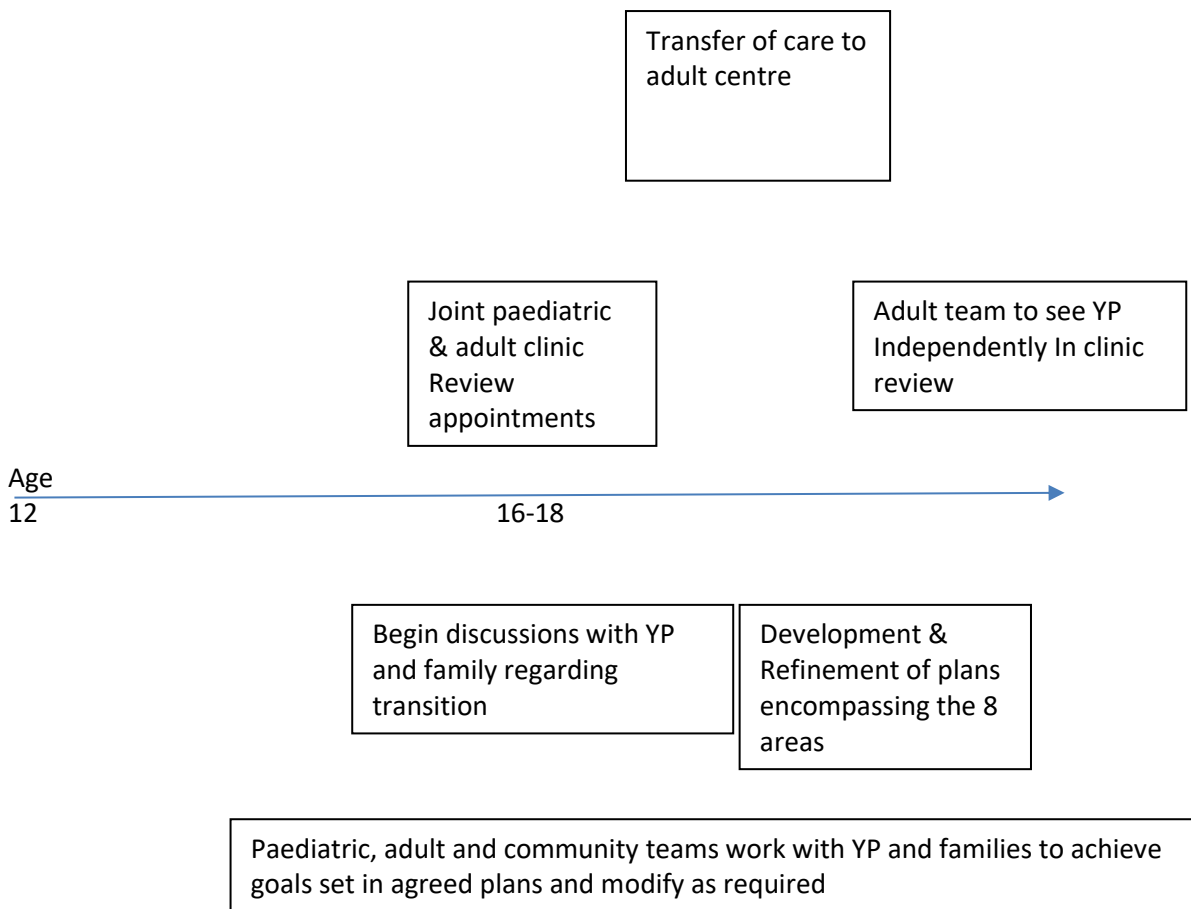 Transfer of care to
adult centre
Joint paediatric
& adult clinic
Review
appointments
Adult team to see YP
Independently In clinic
review
Age
12
16-18
Begin discussions with YP
and family regarding
transition
Development &
Refinement of plans
encompassing the 8
areas
Paediatric, adult and community teams work with YP and families to achieve
goals set in agreed plans and modify as required